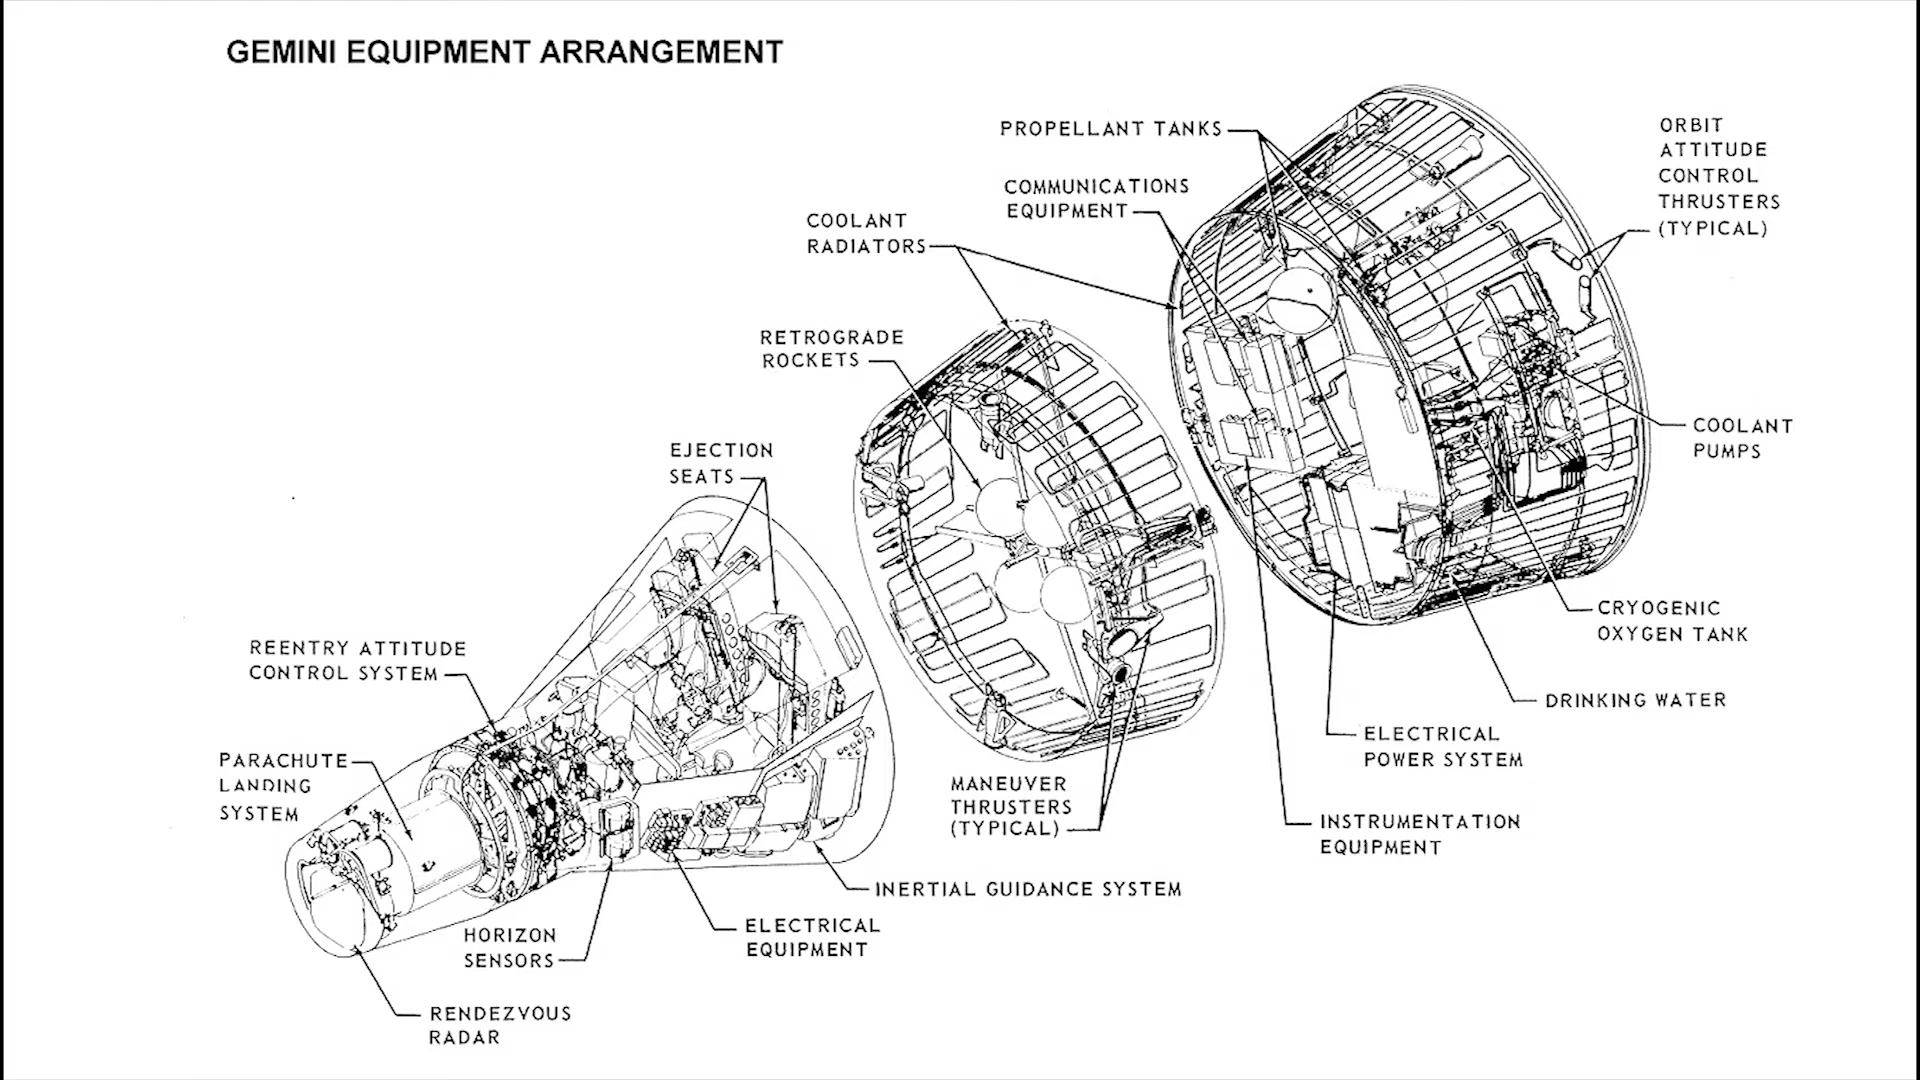 GEMINI EQUIPMENT ARRANGEMENT
PROPELLANT TANKS
COMMUNICATIONS
EQUIPMENT
COOLANT
RADIATORS
RETROGRADE
ROCKETS
EJECTION
SEATS
REENTRY ATTITUDE
CONTROL SYSTEM
PARACHUTE
LANDING
SYSTEM
ORBIT
ATTITUDE
CONTROL
THRUSTERS
(TYPICAL)
COOLANT
PUMPS
CRYOGENIC
OXYGEN TANK
DRINKING WATER
ELECTRICAL
POWER SYSTEM
INSTRUMENTATION
EQUIPMENT
MANEUVER
THRUSTERS
(TYPICAL)
INERTIAL GUIDANCE SYSTEM
ELECTRICAL
EQUIPMENT
HORIZON
SENSORS
RENDEZVOUS
RADAR